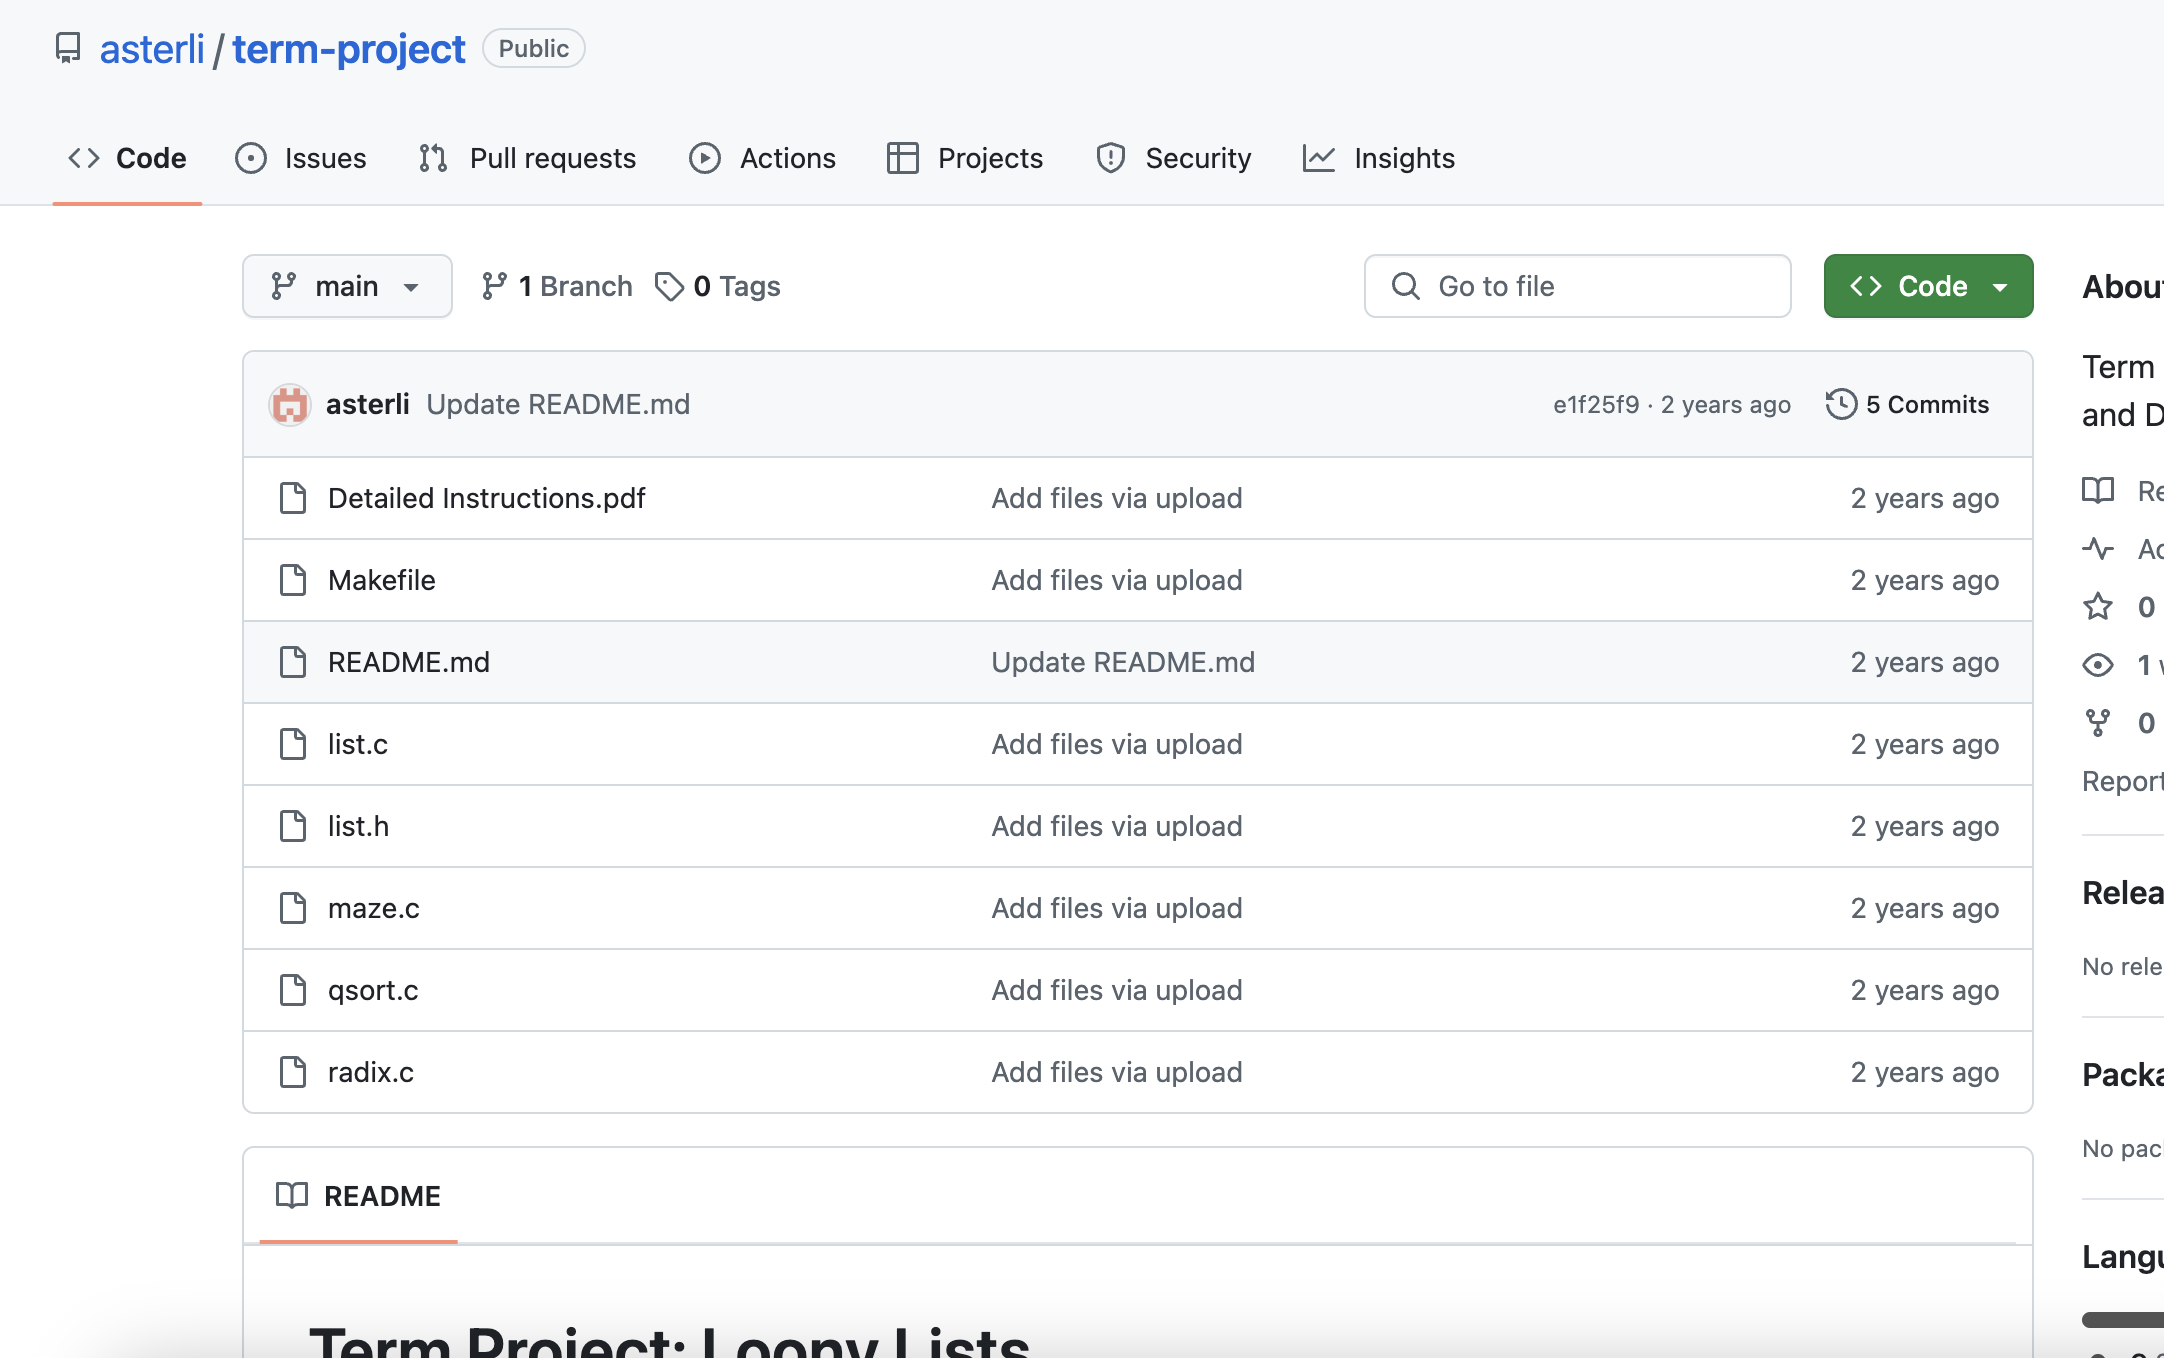 asterli / term-project Public
Code Issues Pull requests Actions Projects Security Insights
main 1 Branch 0 Tags Go to file Code
asterli Update README.md e1f25f9 · 2 years ago 5 Commits
Detailed Instructions.pdf Add files via upload 2 years ago
Makefile Add files via upload 2 years ago
README.md Update README.md 2 years ago
list.c Add files via upload 2 years ago
list.h Add files via upload 2 years ago
maze.c Add files via upload 2 years ago
qsort.c Add files via upload 2 years ago
radix.c Add files via upload 2 years ago
README
Term Project: Loony Lists
About
Term
and D
Re
Ac
0
1 w
0
Report
Relea
No rele
Packa
No pac
Langu